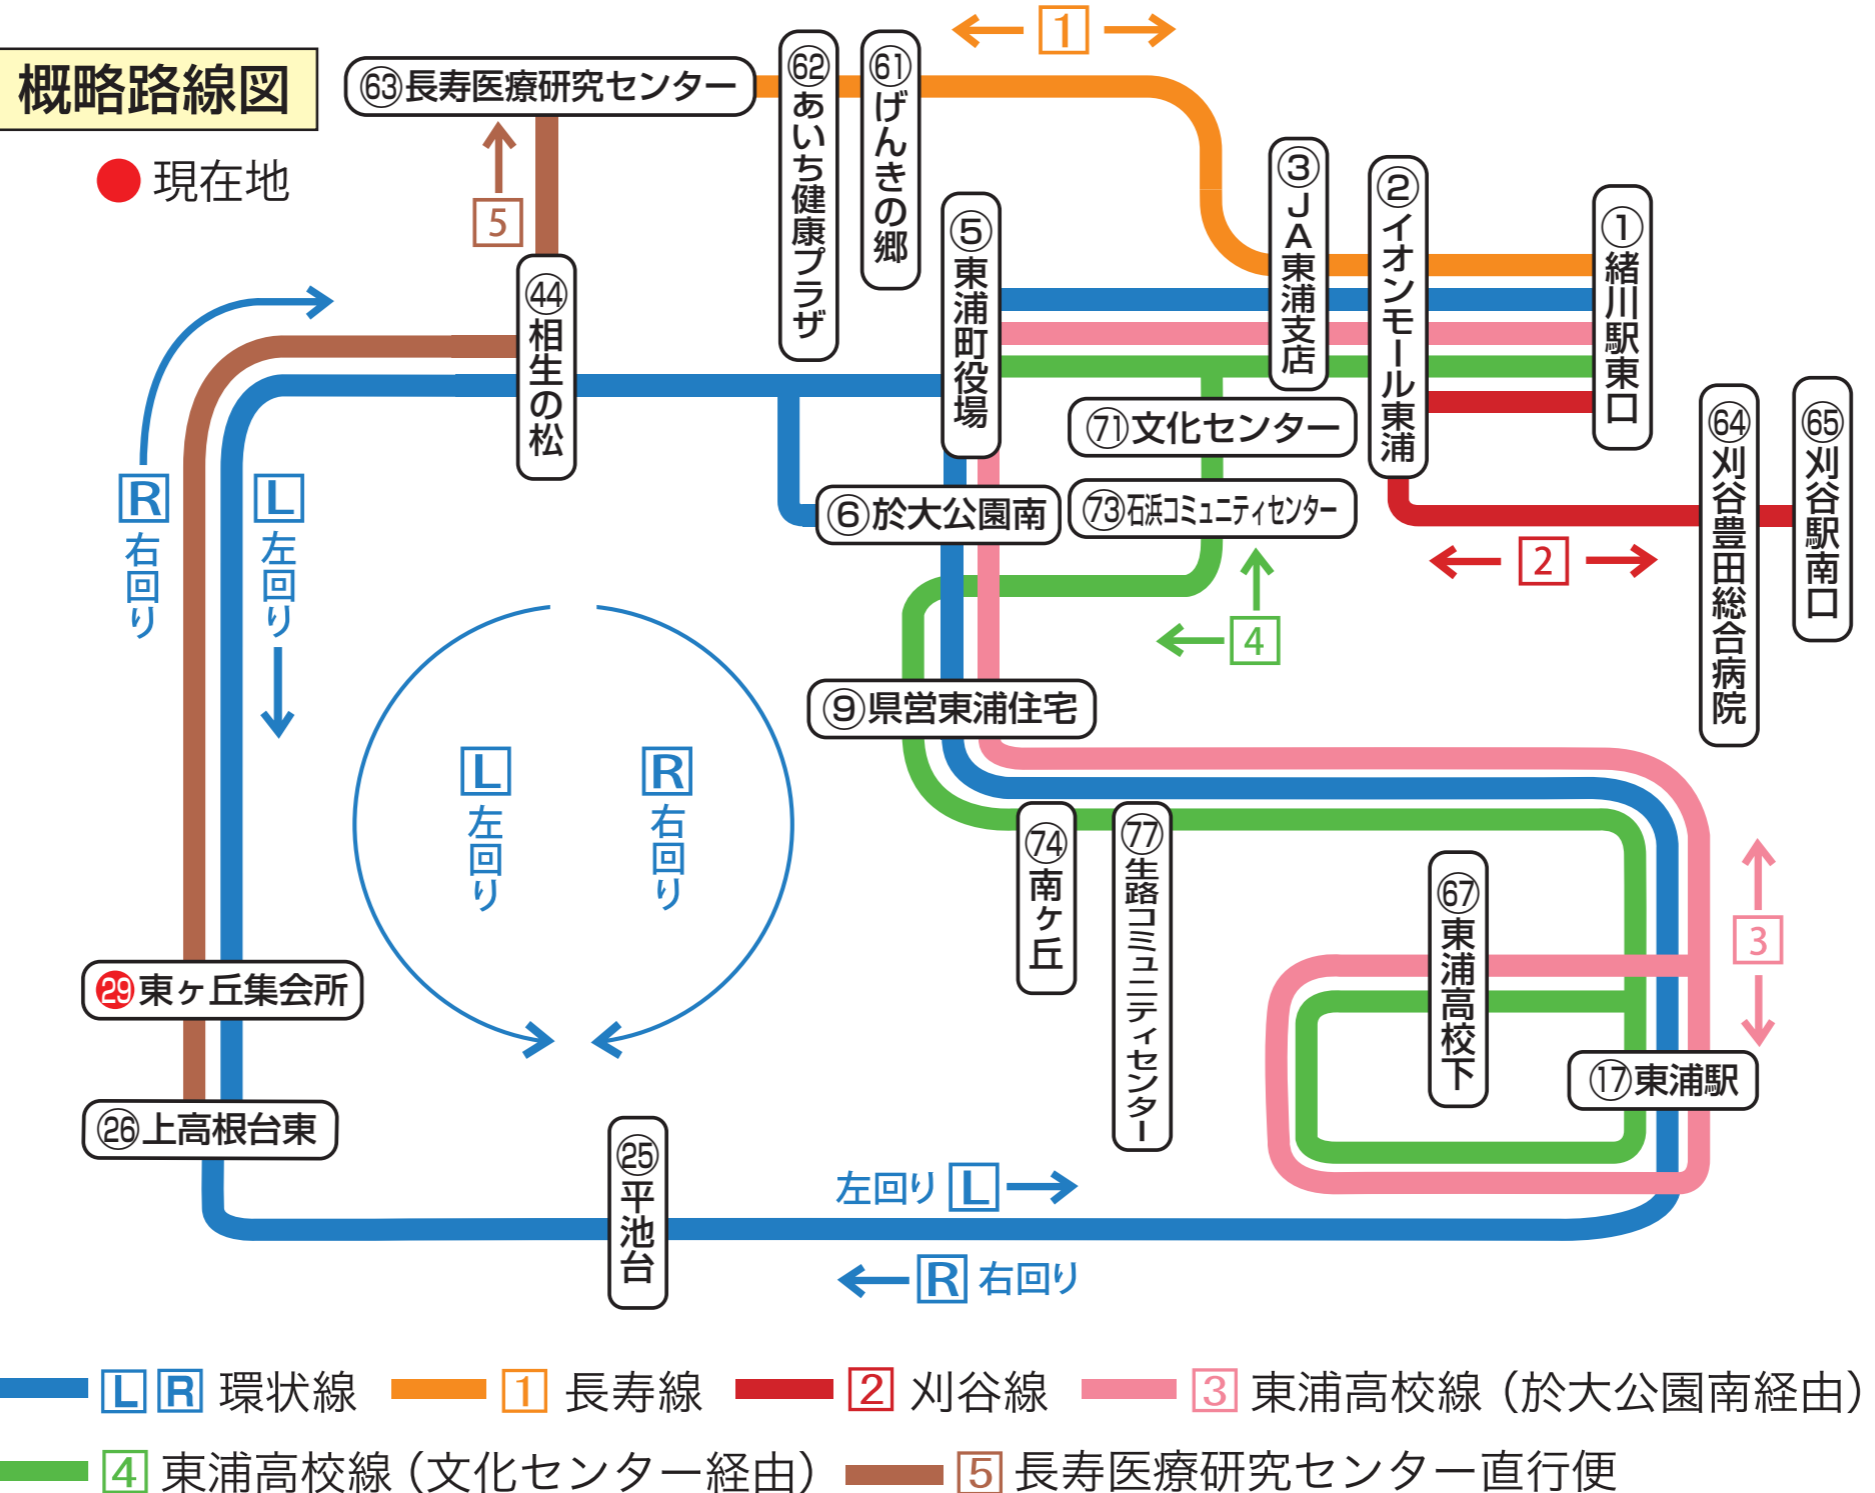 概略路線図
現在地
1
63長寿医療研究センター
62あいち健康プラザ
61げんきの郷
5
44相生の松
5東浦町役場
3JA東浦支店
2イオンモール東浦
1緒川駅東口
71文化センター
6於大公園南
73石浜コミュニティセンター
64刈谷豊田総合病院
65刈谷駅南口
2
4
R右回り
L左回り
9県営東浦住宅
L左回り
R右回り
74南ヶ丘
77生路コミュニティセンター
67東浦高校下
3
17東浦駅
29東ヶ丘集会所
26上高根台東
25平池台
左回りL
R右回り
L R 環状線 1 長寿線 2 刈谷線 3 東浦高校線（於大公園南経由）
4 東浦高校線（文化センター経由） 5 長寿医療研究センター直行便